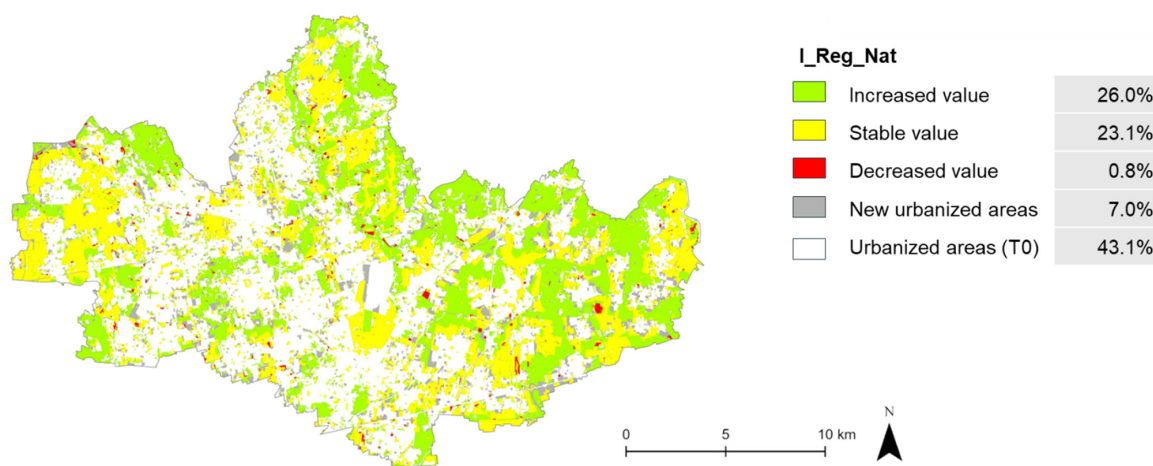 I_Reg_Nat
Increased value 26.0%
Stable value 23.1%
Decreased value 0.8%
New urbanized areas 7.0%
Urbanized areas (T0) 43.1%
N
0 5 10 km